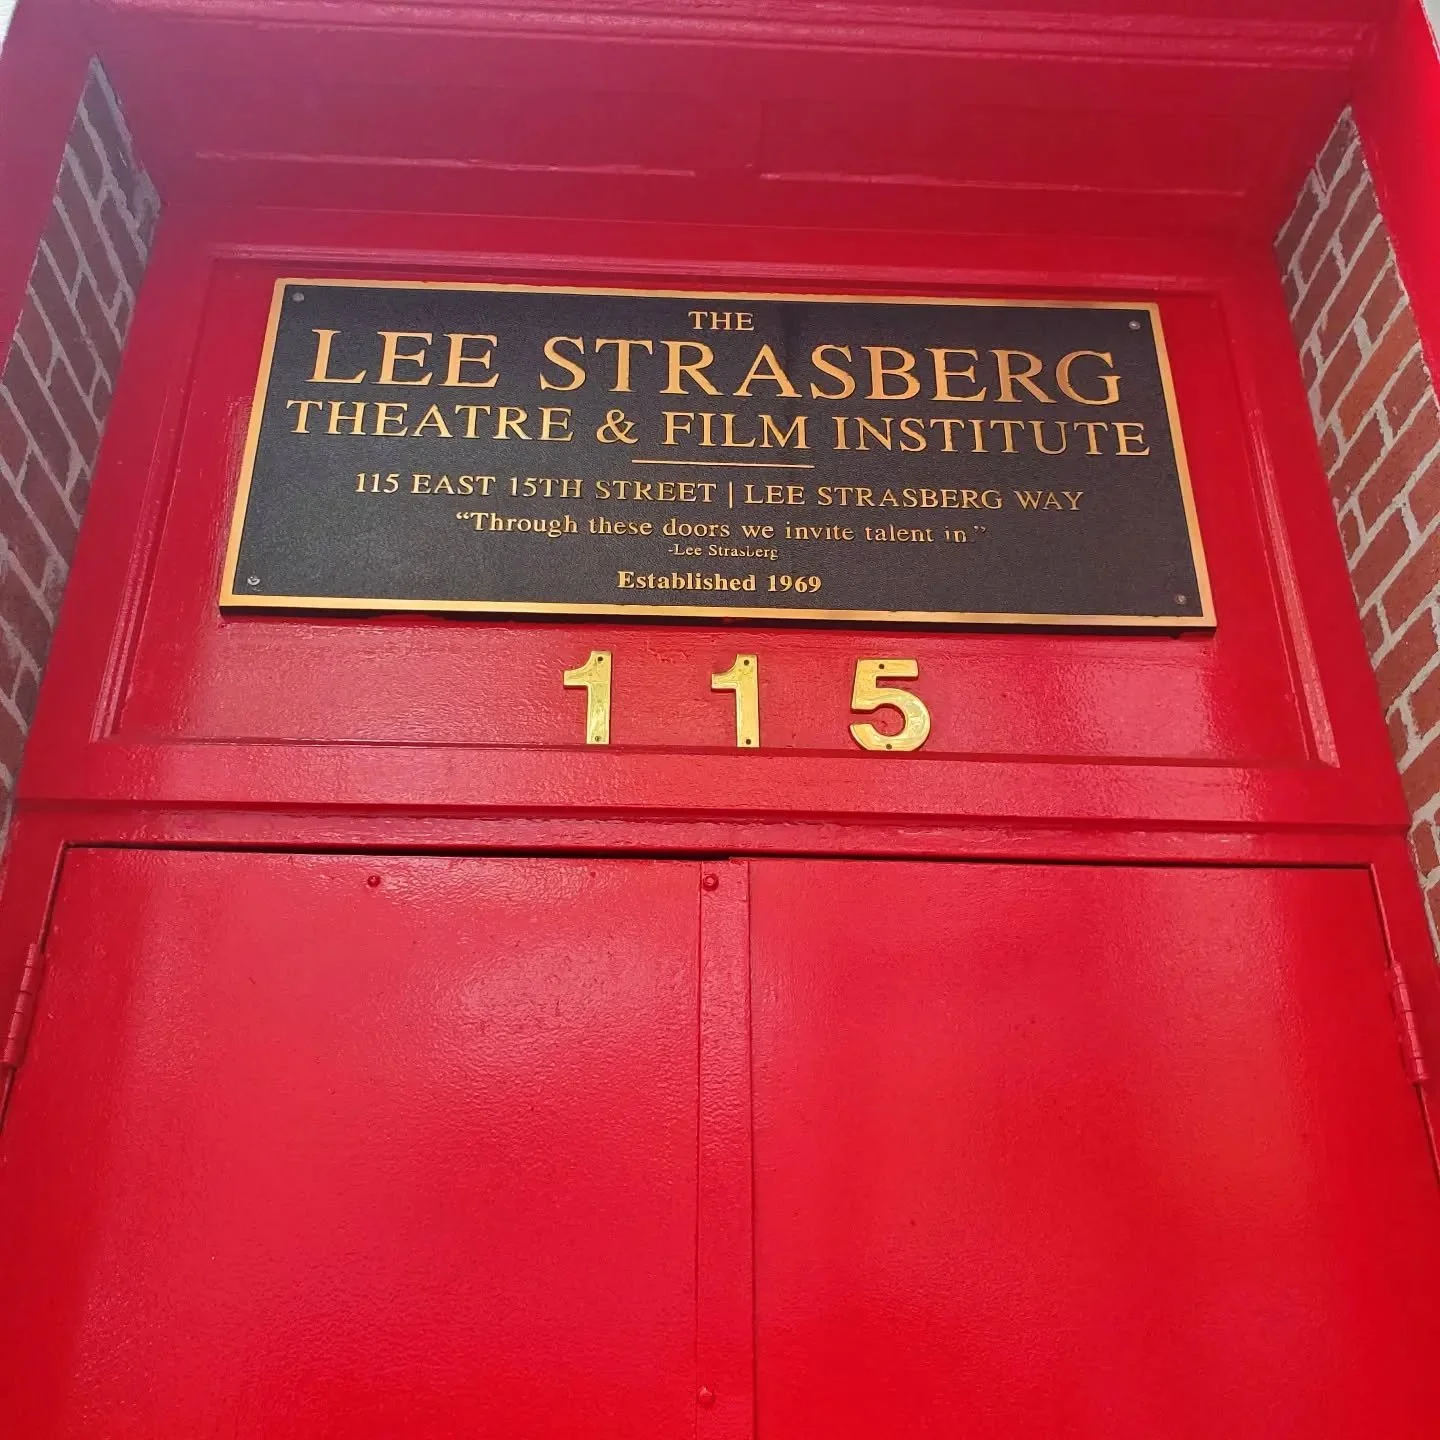 THE
LEE STRASBERG
THEATRE & FILM INSTITUTE
115 EAST 15TH STREET | LEE STRASBERG WAY
“Through these doors we invite talent in.”
-Lee Strasberg
Established 1969
115